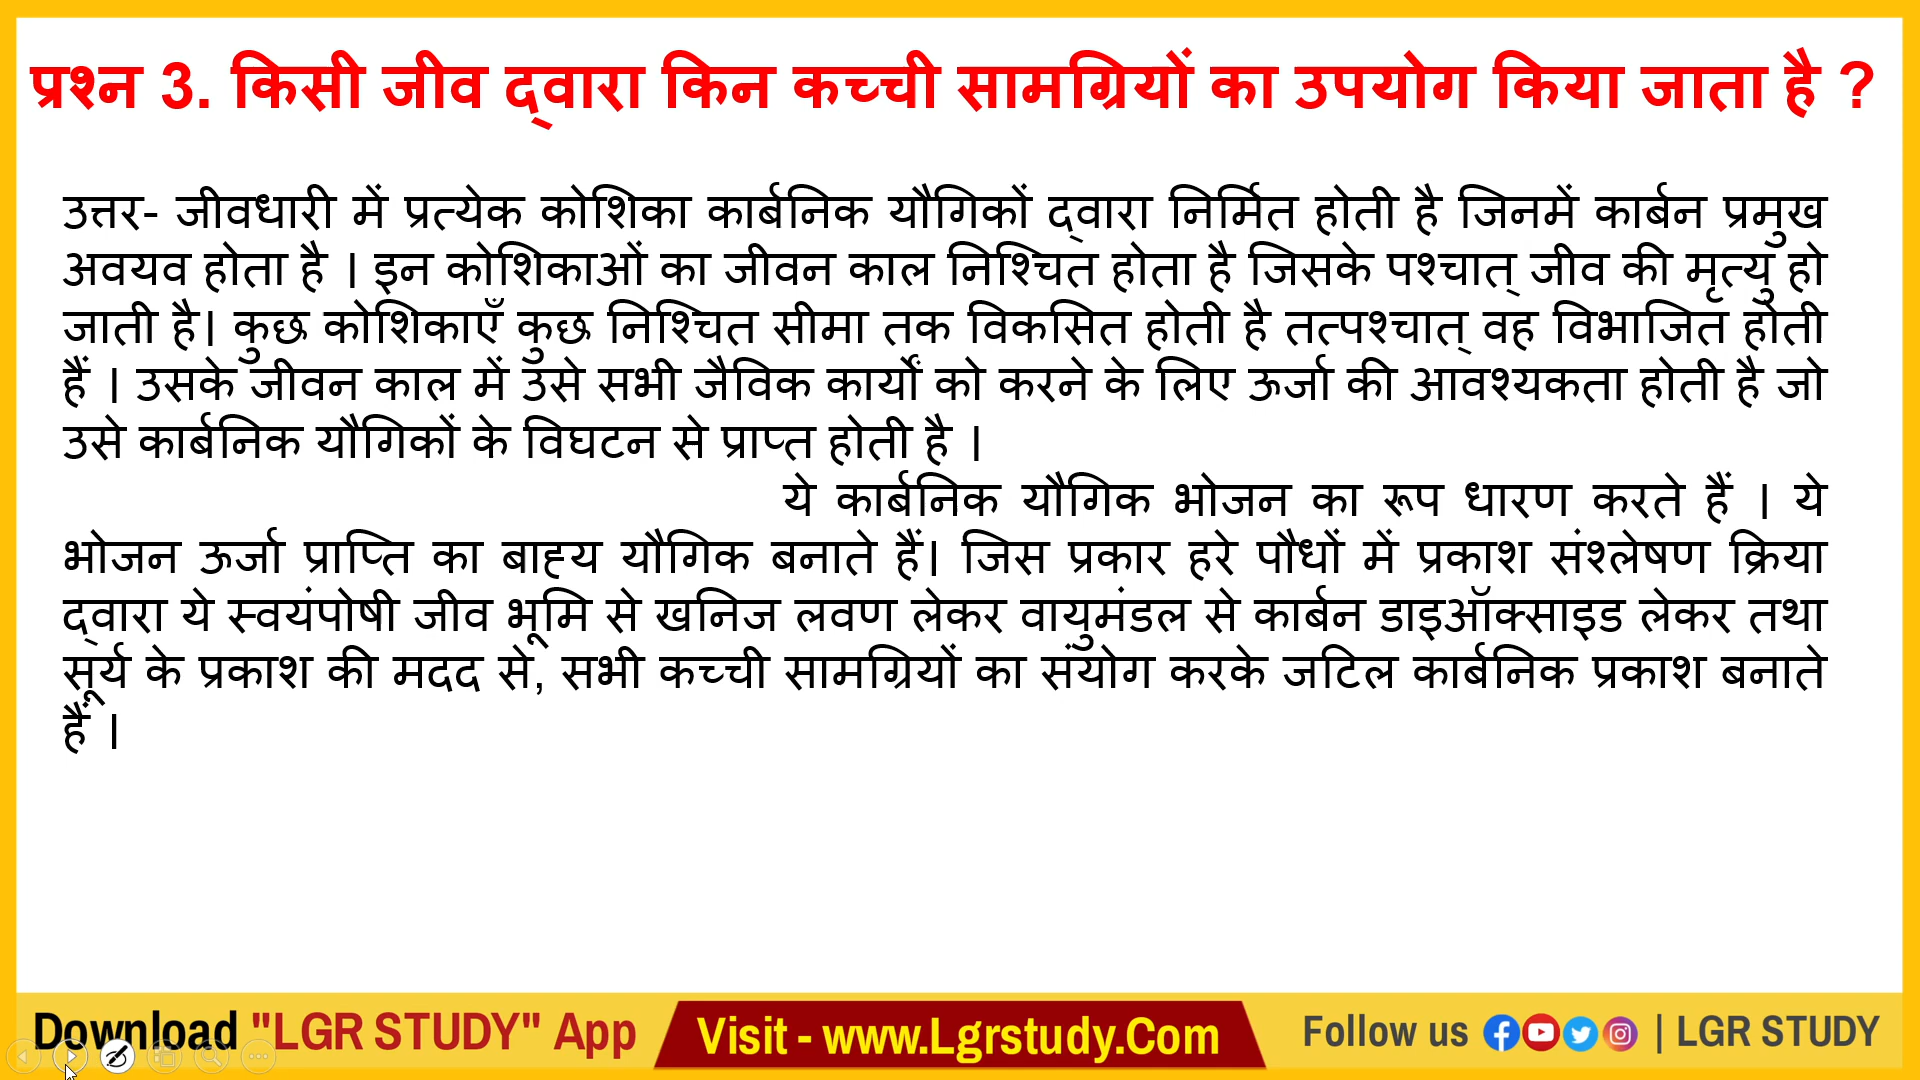 प्रश्न 3. किसी जीव द्वारा किन कच्ची सामग्रियों का उपयोग किया जाता है ?
उत्तर- जीवधारी में प्रत्येक कोशिका कार्बनिक यौगिकों द्वारा निर्मित होती है जिनमें कार्बन प्रमुख
अवयव होता है । इन कोशिकाओं का जीवन काल निश्चित होता है जिसके पश्चात् जीव की मृत्यु हो
जाती है। कुछ कोशिकाएँ कुछ निश्चित सीमा तक विकसित होती है तत्पश्चात् वह विभाजित होती
हैं । उसके जीवन काल में उसे सभी जैविक कार्यों को करने के लिए ऊर्जा की आवश्यकता होती है जो
उसे कार्बनिक यौगिकों के विघटन से प्राप्त होती है ।
ये कार्बनिक यौगिक भोजन का रूप धारण करते हैं । ये
भोजन ऊर्जा प्राप्ति का बाह्य यौगिक बनाते हैं। जिस प्रकार हरे पौधों में प्रकाश संश्लेषण क्रिया
द्वारा ये स्वयंपोषी जीव भूमि से खनिज लवण लेकर वायुमंडल से कार्बन डाइऑक्साइड लेकर तथा
सूर्य के प्रकाश की मदद से, सभी कच्ची सामग्रियों का संयोग करके जटिल कार्बनिक प्रकाश बनाते
हैं ।
Download "LGR STUDY" App
Visit - www.Lgrstudy.Com
Follow us | LGR STUDY